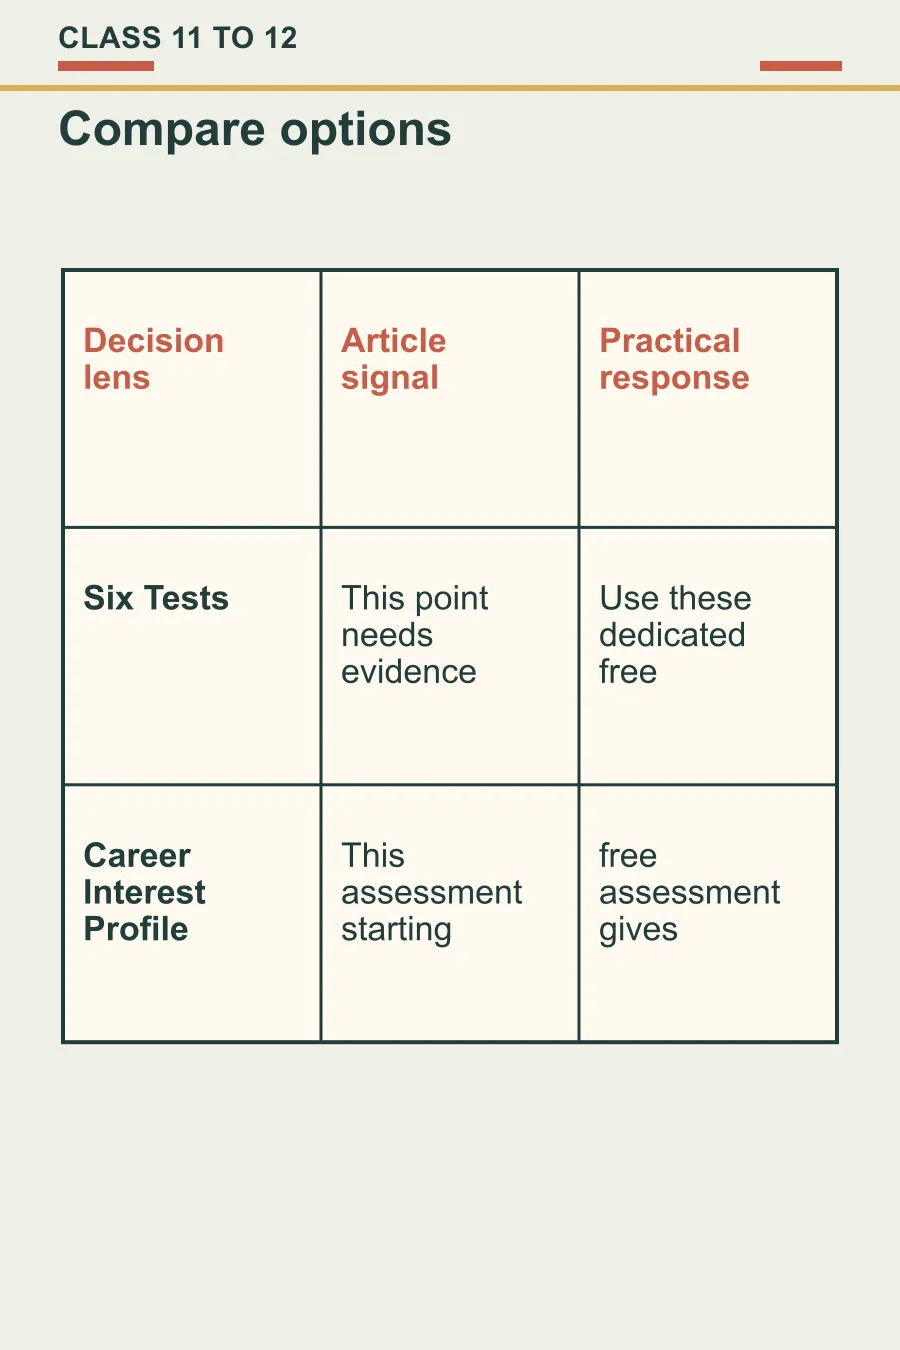 CLASS 11 TO 12
Compare options
Decision
lens
Article
signal
Practical
response
Six Tests
This point
needs
evidence
Use these
dedicated
free
Career
Interest
Profile
This
assessment
starting
free
assessment
gives